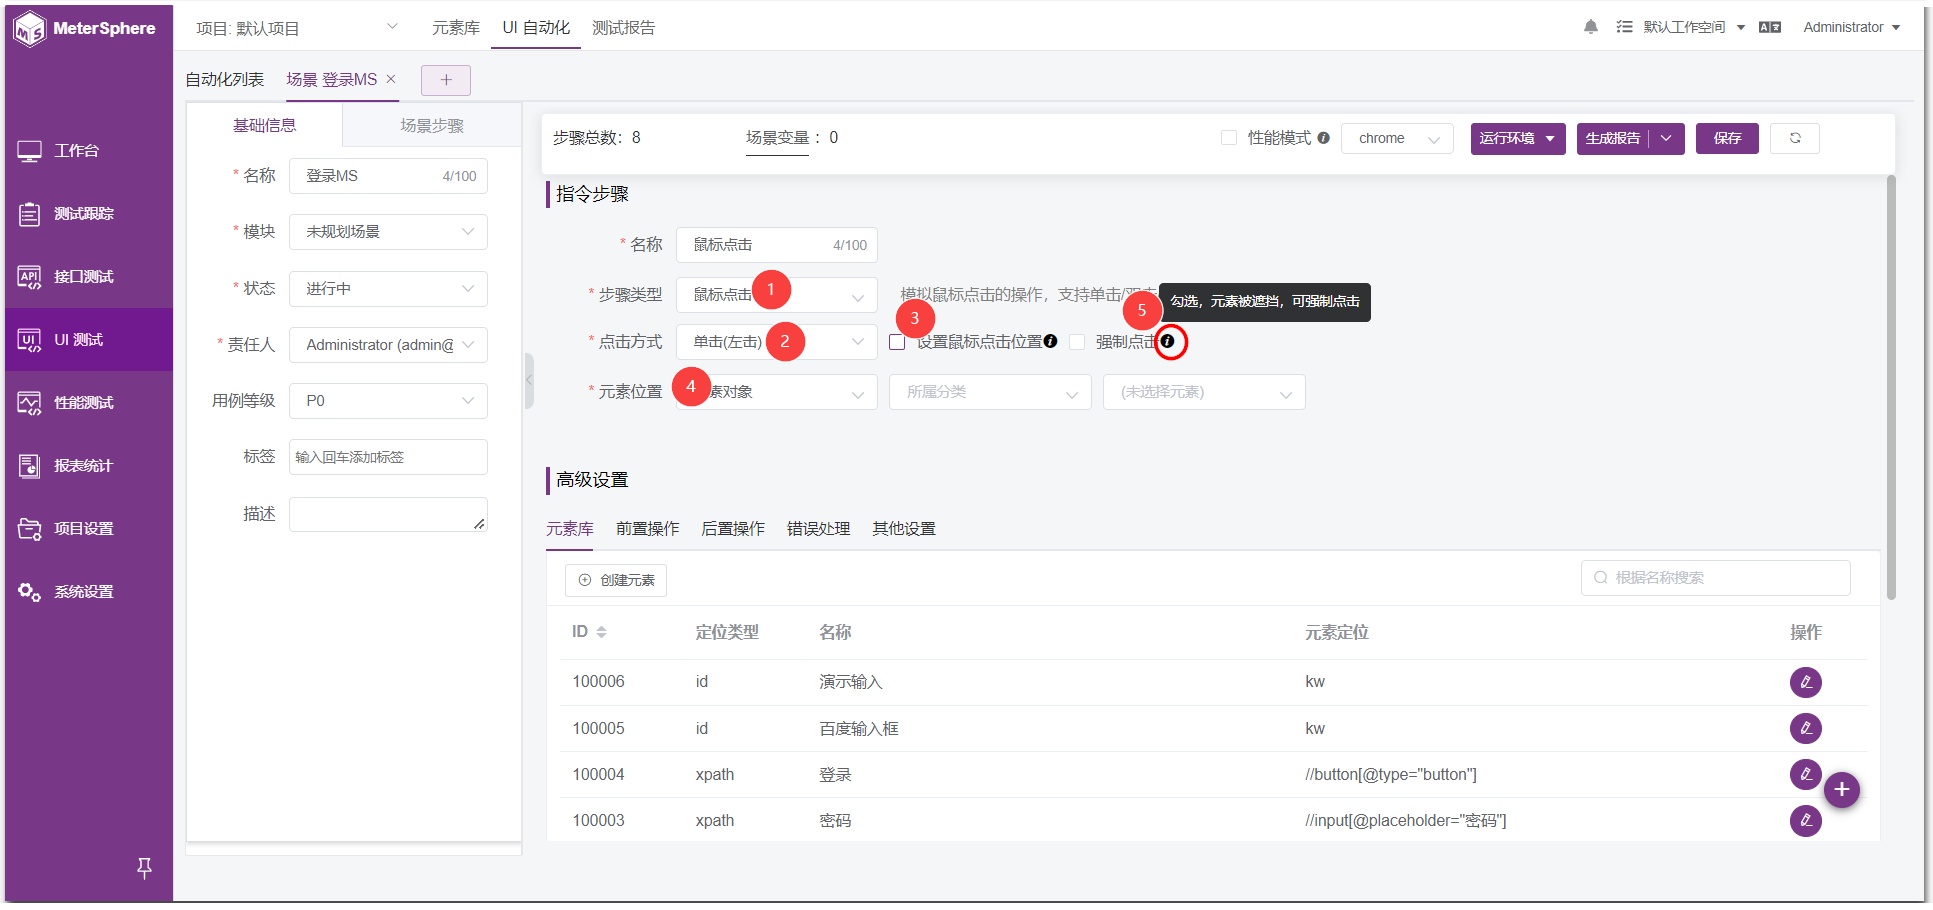 MeterSphere
项目: 默认项目
元素库
UI 自动化
测试报告
默认工作空间
Administrator
自动化列表
场景 登录MS
工作台
测试跟踪
接口测试
UI 测试
性能测试
报表统计
项目设置
系统设置
基础信息
场景步骤
* 名称 登录MS 4/100
* 模块 未规划场景
* 状态 进行中
* 责任人 Administrator (admin@
用例等级 P0
标签 输入回车添加标签
描述
步骤总数: 8
场景变量 : 0
性能模式
chrome
运行环境
生成报告
保存
指令步骤
* 名称 鼠标点击 4/100
* 步骤类型 鼠标点击 1 模拟鼠标点击的操作，支持单击/
5 勾选，元素被遮挡，可强制点击
* 点击方式 单击(左击) 2 3 设置鼠标点击位置 强制点击
* 元素位置 4 素对象 所属分类 (未选择元素)
高级设置
元素库 前置操作 后置操作 错误处理 其他设置
创建元素
根据名称搜索
ID 定位类型 名称 元素定位 操作
100006 id 演示输入 kw
100005 id 百度输入框 kw
100004 xpath 登录 //button[@type="button"]
100003 xpath 密码 //input[@placeholder="密码"]